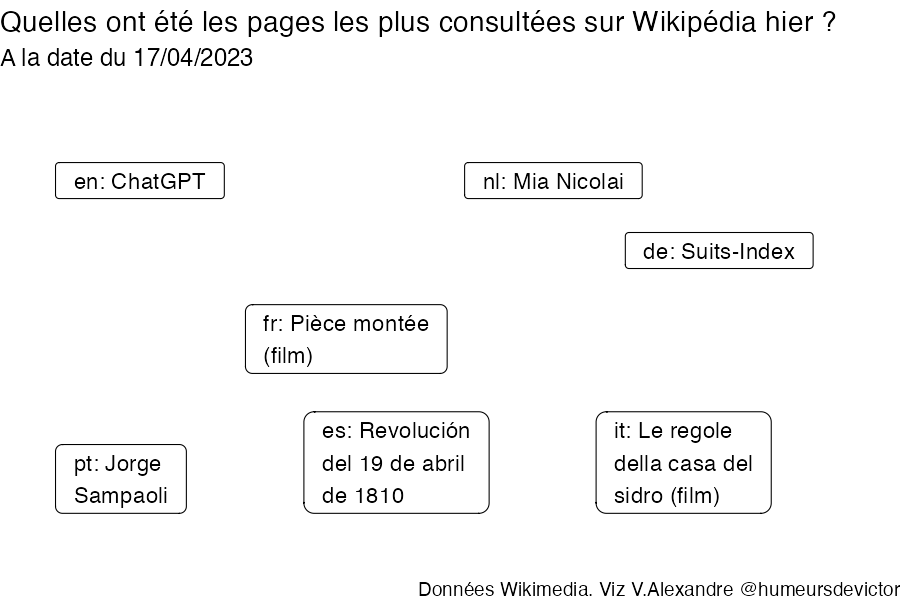 Quelles ont été les pages les plus consultées sur Wikipédia hier ?
A la date du 17/04/2023
en: ChatGPT
nl: Mia Nicolai
de: Suits-Index
fr: Pièce montée
(film)
pt: Jorge
Sampaoli
es: Revolución
del 19 de abril
de 1810
it: Le regole
della casa del
sidro (film)
Données Wikimedia. Viz V.Alexandre @humeursdevictor